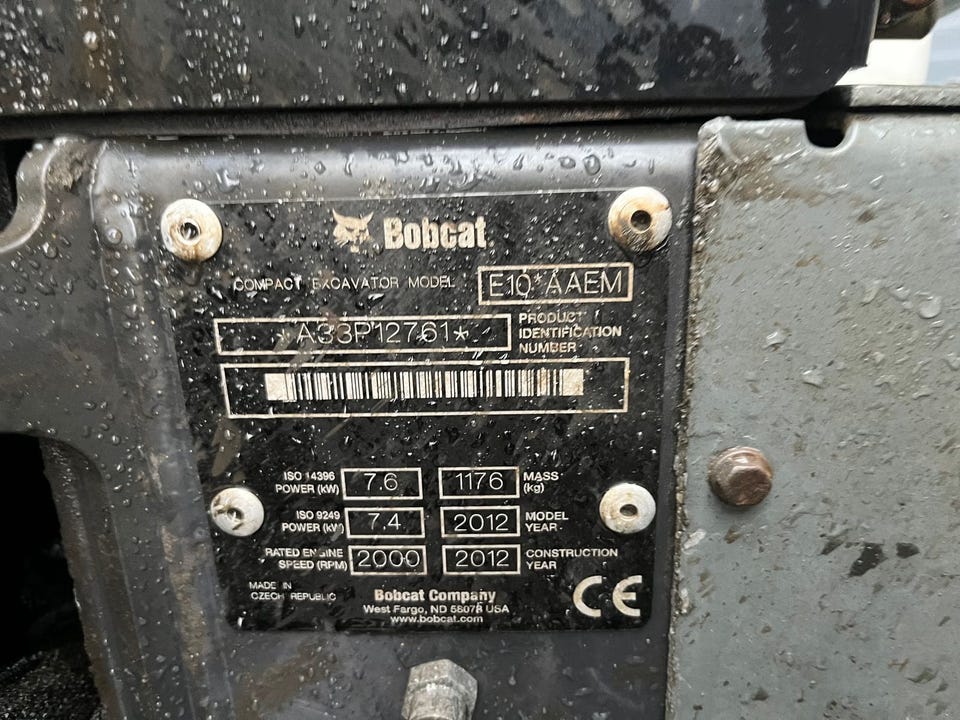 Bobcat
COMPACT EXCAVATOR MODEL E10*AAEM
*A33P12761* PRODUCT IDENTIFICATION NUMBER
ISO 14396 POWER (kW) 7.6 1176 MASS (kg)
ISO 9249 POWER (kW) 7.4 2012 MODEL YEAR
RATED ENGINE SPEED (RPM) 2000 2012 CONSTRUCTION YEAR
MADE IN CZECH REPUBLIC
Bobcat Company
West Fargo, ND 58078 USA
www.bobcat.com
CE